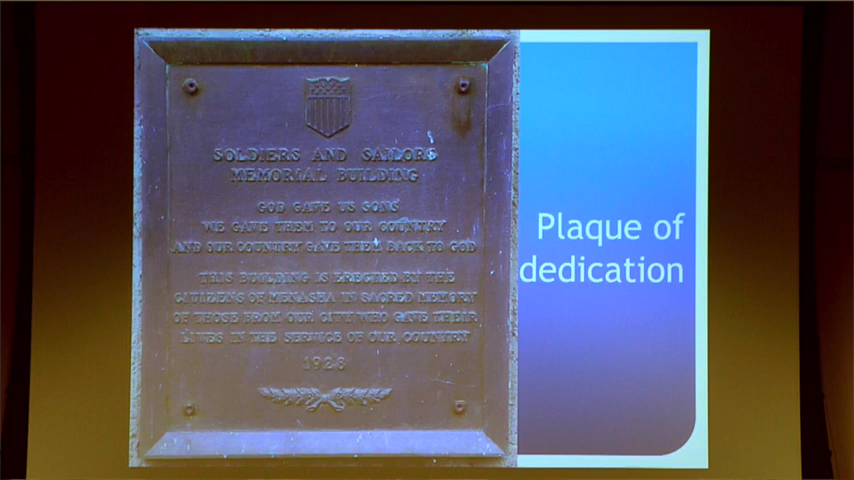 SOLDIERS AND SAILORS
MEMORIAL BUILDING
GOD GAVE US SONS
WE GAVE THEM TO OUR COUNTRY
AND OUR COUNTRY GAVE THEM BACK TO GOD
THIS BUILDING IS ERECTED BY THE
CITIZENS OF MENASHA IN SACRED MEMORY
OF THOSE FROM OUR CITY WHO GAVE THEIR
LIVES IN THE SERVICE OF OUR COUNTRY
1928
Plaque of
dedication